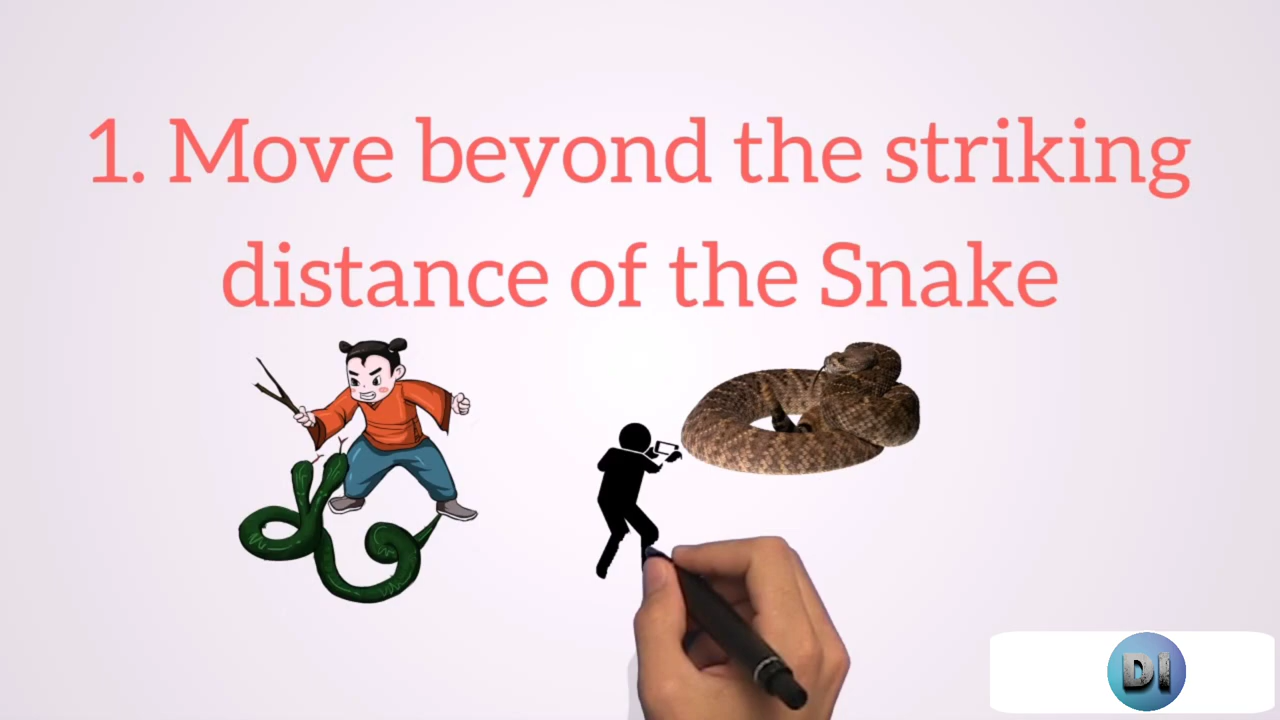 1. Move beyond the striking
distance of the Snake
DI